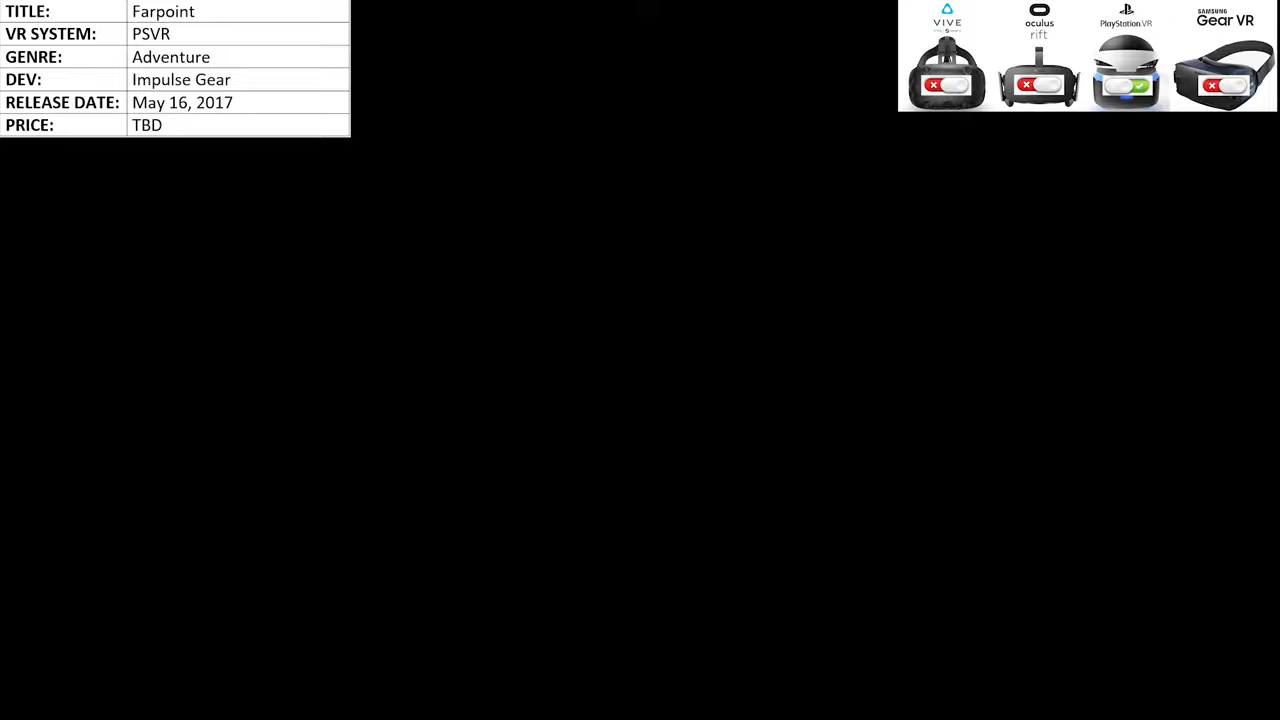 TITLE: Farpoint
VR SYSTEM: PSVR
GENRE: Adventure
DEV: Impulse Gear
RELEASE DATE: May 16, 2017
PRICE: TBD
VIVE
oculus
rift
PlayStation VR
SAMSUNG
Gear VR